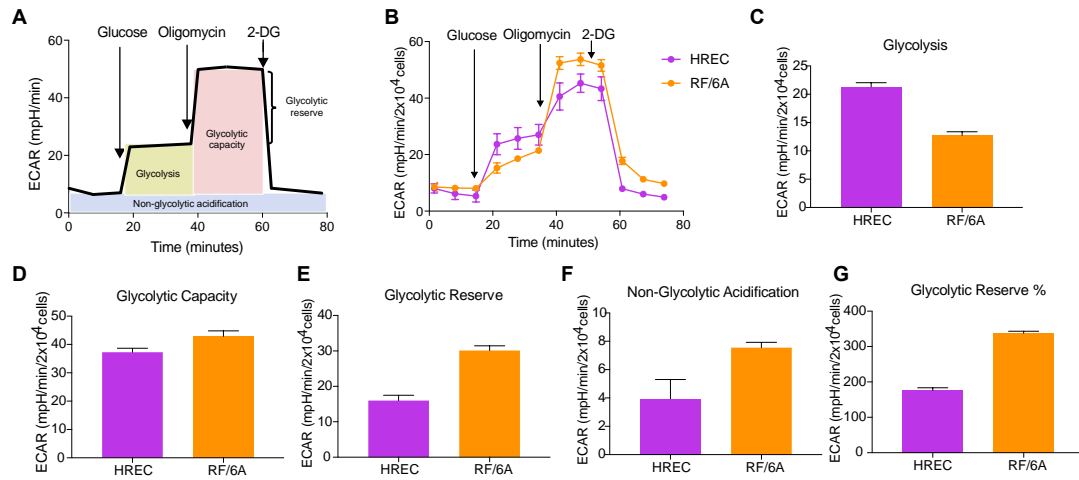 A
Glucose
Oligomycin
2-DG
60
40
20
0
ECAR (mpH/min)
Glycolytic
reserve
Glycolytic
capacity
Glycolysis
Non-glycolytic acidification
0
20
40
60
80
Time (minutes)
B
Glucose
Oligomycin
2-DG
HREC
RF/6A
60
40
20
0
ECAR (mpH/min/2x10⁴cells)
0
20
40
60
80
Time (minutes)
C
Glycolysis
25
20
15
10
5
0
ECAR (mpH/min/2x10⁴cells)
HREC
RF/6A
D
Glycolytic Capacity
50
40
30
20
10
0
ECAR (mpH/min/2x10⁴cells)
HREC
RF/6A
E
Glycolytic Reserve
40
30
20
10
ECAR (mpH/min/2x10⁴cells)
HREC
RF/6A
F
Non-Glycolytic Acidification
8
6
4
2
0
ECAR (mpH/min/2x10⁴cells)
HREC
RF/6A
G
Glycolytic Reserve %
300
200
100
0
ECAR (mpH/min/2x10⁴cells)
HREC
RF/6A